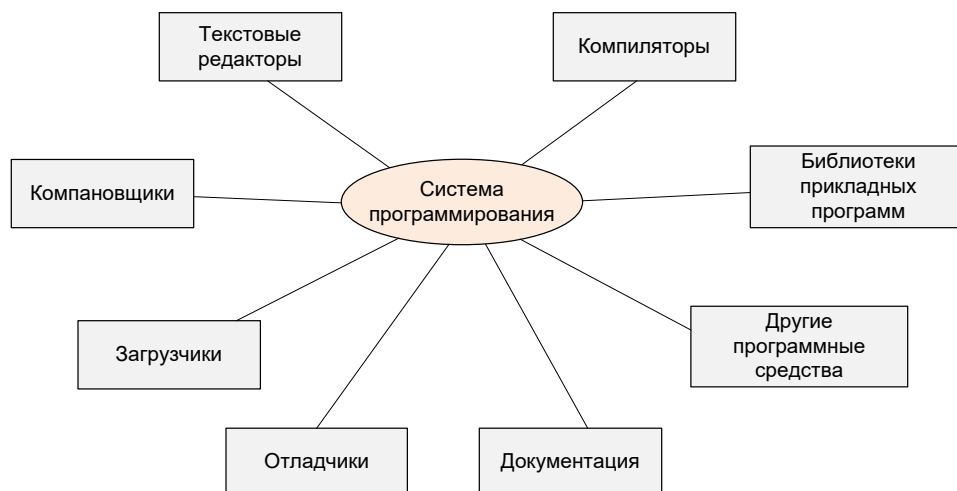 Текстовые
редакторы
Компиляторы
Компановщики
Система
программирования
Библиотеки
прикладных
программ
Загрузчики
Другие
программные
средства
Отладчики
Документация